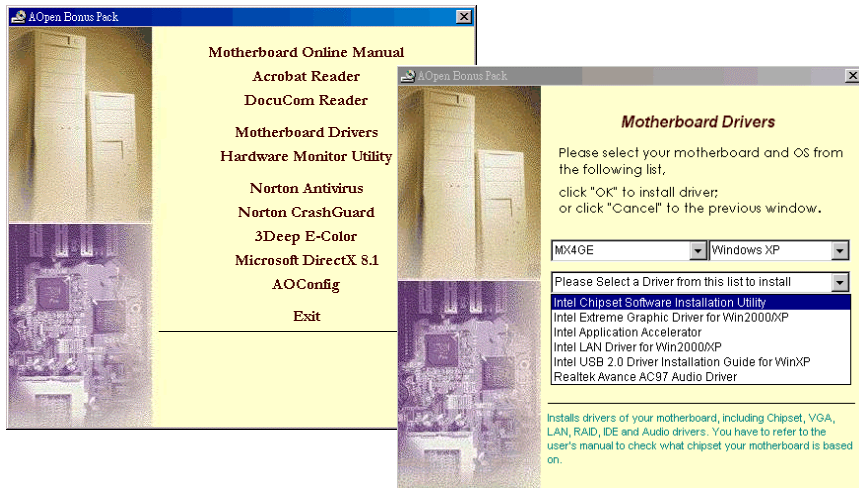 AOpen Bonus Pack
Motherboard Online Manual
Acrobat Reader
DocuCom Reader
Motherboard Drivers
Hardware Monitor Utility
Norton Antivirus
Norton CrashGuard
3Deep E-Color
Microsoft DirectX 8.1
AOConfig
Exit
AOpen Bonus Pack
Motherboard Drivers
Please select your motherboard and OS from
the following list,
click "OK" to install driver;
or click "Cancel" to the previous window.
MX4GE
Windows XP
Please Select a Driver from this list to install
Intel Chipset Software Installation Utility
Intel Extreme Graphic Driver for Win2000/XP
Intel Application Accelerator
Intel LAN Driver for Win2000/XP
Intel USB 2.0 Driver Installation Guide for WinXP
Realtek Avance AC97 Audio Driver
Installs drivers of your motherboard, including Chipset, VGA,
LAN, RAID, IDE and Audio drivers. You have to refer to the
user's manual to check what chipset your motherboard is based
on.